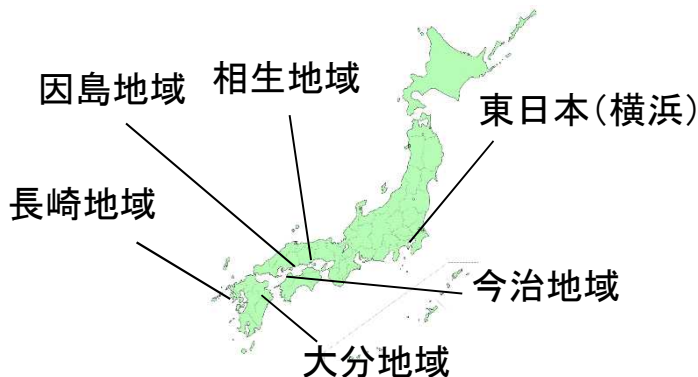 相生地域
因島地域
東日本(横浜)
長崎地域
今治地域
大分地域